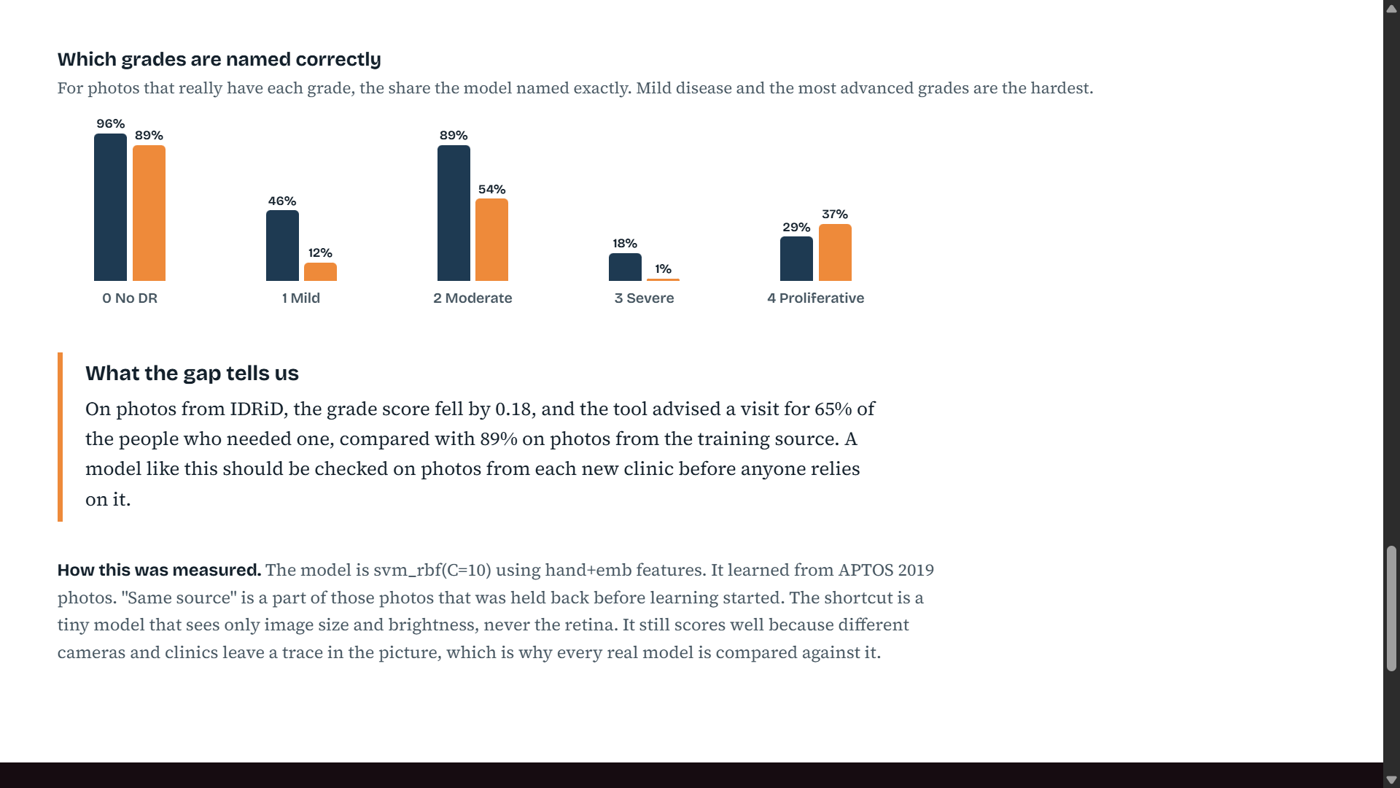 Which grades are named correctly
For photos that really have each grade, the share the model named exactly. Mild disease and the most advanced grades are the hardest.
96% 89% 46% 12% 89% 54% 18% 1% 29% 37%
0 No DR 1 Mild 2 Moderate 3 Severe 4 Proliferative
What the gap tells us
On photos from IDRiD, the grade score fell by 0.18, and the tool advised a visit for 65% of
the people who needed one, compared with 89% on photos from the training source. A
model like this should be checked on photos from each new clinic before anyone relies
on it.
How this was measured. The model is svm_rbf(C=10) using hand+emb features. It learned from APTOS 2019
photos. "Same source" is a part of those photos that was held back before learning started. The shortcut is a
tiny model that sees only image size and brightness, never the retina. It still scores well because different
cameras and clinics leave a trace in the picture, which is why every real model is compared against it.